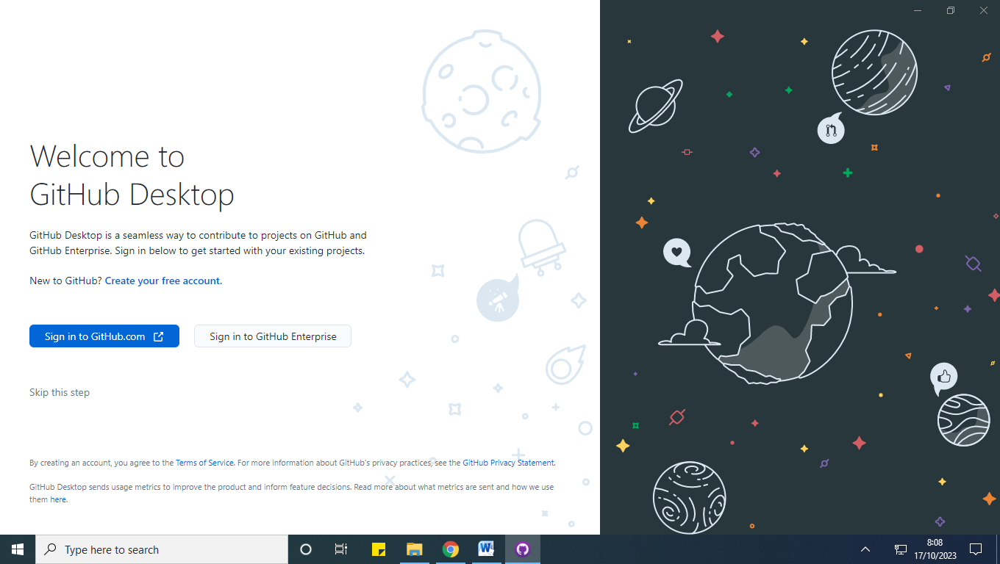 Welcome to
GitHub Desktop
GitHub Desktop is a seamless way to contribute to projects on GitHub and
GitHub Enterprise. Sign in below to get started with your existing projects.
New to GitHub? Create your free account.
Sign in to GitHub.com
Sign in to GitHub Enterprise
Skip this step
By creating an account, you agree to the Terms of Service. For more information about GitHub's privacy practices, see the GitHub Privacy Statement.
GitHub Desktop sends usage metrics to improve the product and inform feature decisions. Read more about what metrics are sent and how we use
them here.
Type here to search
W
8:08
17/10/2023